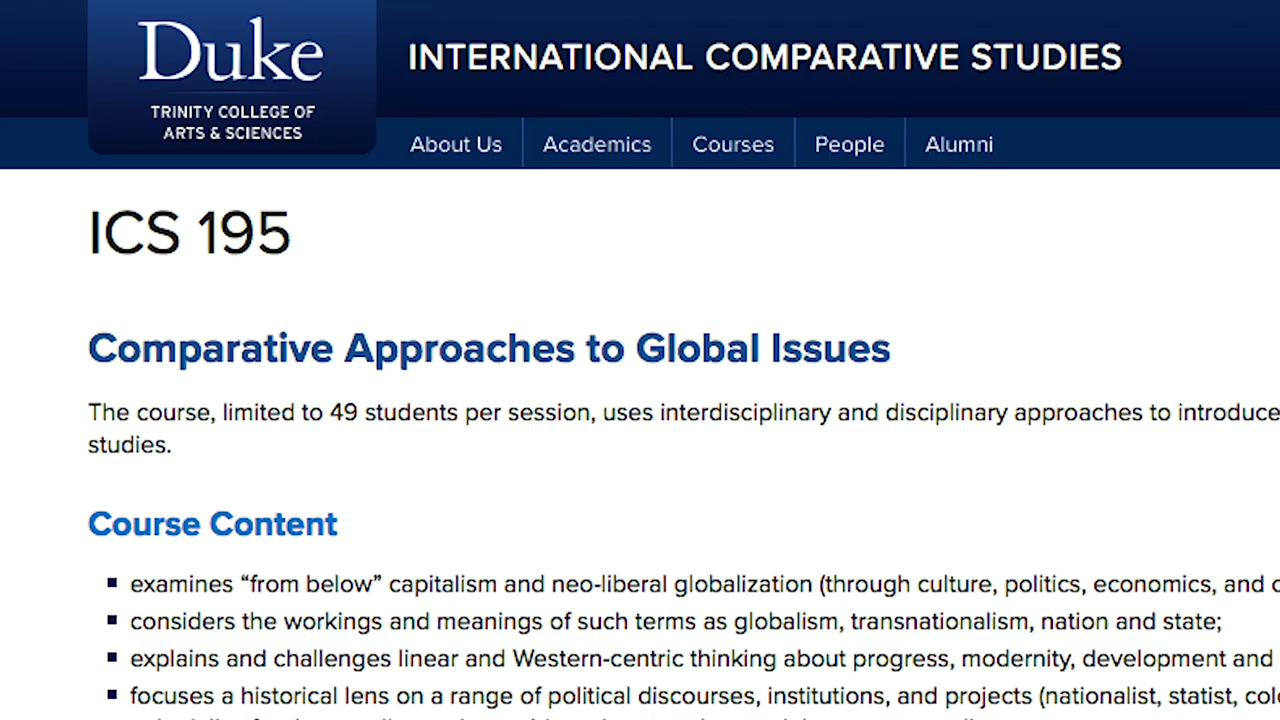 Duke
TRINITY COLLEGE OF
ARTS & SCIENCES
INTERNATIONAL COMPARATIVE STUDIES
About Us
Academics
Courses
People
Alumni
ICS 195
Comparative Approaches to Global Issues
The course, limited to 49 students per session, uses interdisciplinary and disciplinary approaches to introduce
studies.
Course Content
▪ examines “from below” capitalism and neo-liberal globalization (through culture, politics, economics, and
▪ considers the workings and meanings of such terms as globalism, transnationalism, nation and state;
▪ explains and challenges linear and Western-centric thinking about progress, modernity, development and
▪ focuses a historical lens on a range of political discourses, institutions, and projects (nationalist, statist,